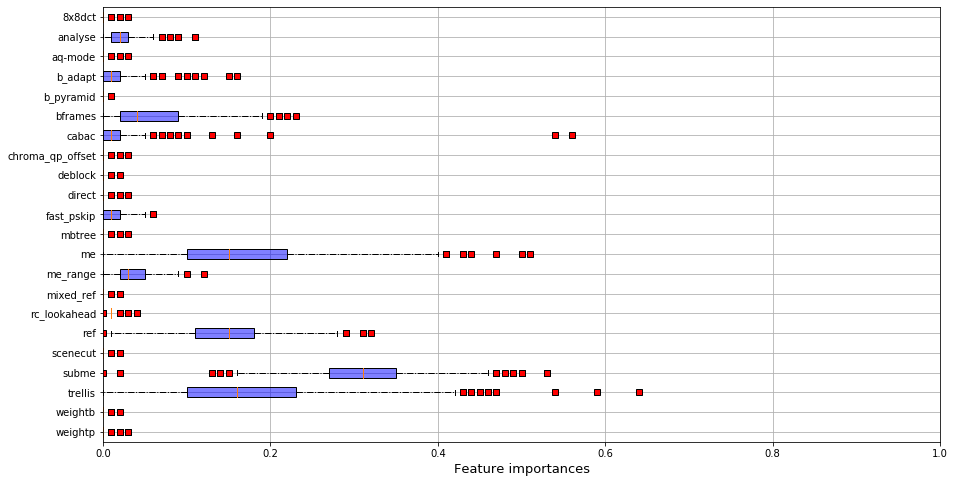 8x8dct
analyse
aq-mode
b_adapt
b_pyramid
bframes
cabac
chroma_qp_offset
deblock
direct
fast_pskip
mbtree
me
me_range
mixed_ref
rc_lookahead
ref
scenecut
subme
trellis
weightb
weightp
0.0 0.2 0.4 0.6 0.8 1.0
Feature importances